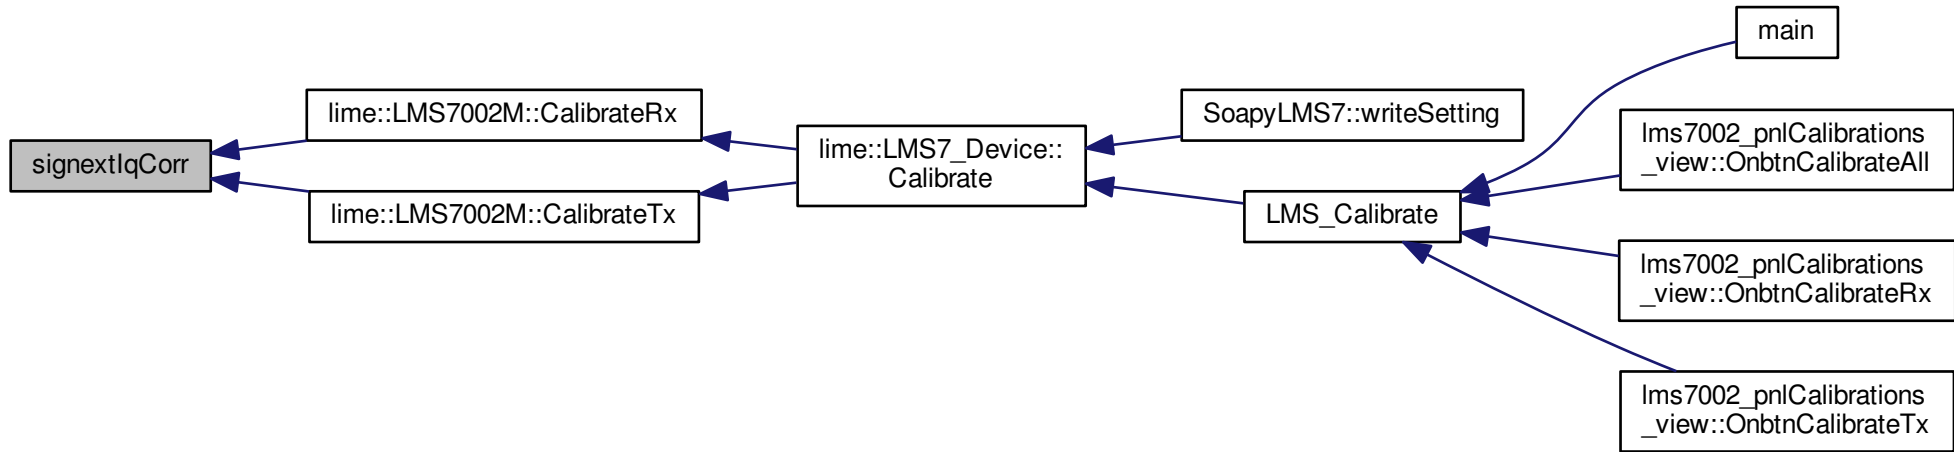 main
lime::LMS7002M::CalibrateRx
SoapyLMS7::writeSetting
lms7002_pnlCalibrations
_view::OnbtnCalibrateAll
signextIqCorr
lime::LMS7_Device::
Calibrate
lime::LMS7002M::CalibrateTx
LMS_Calibrate
lms7002_pnlCalibrations
_view::OnbtnCalibrateRx
lms7002_pnlCalibrations
_view::OnbtnCalibrateTx